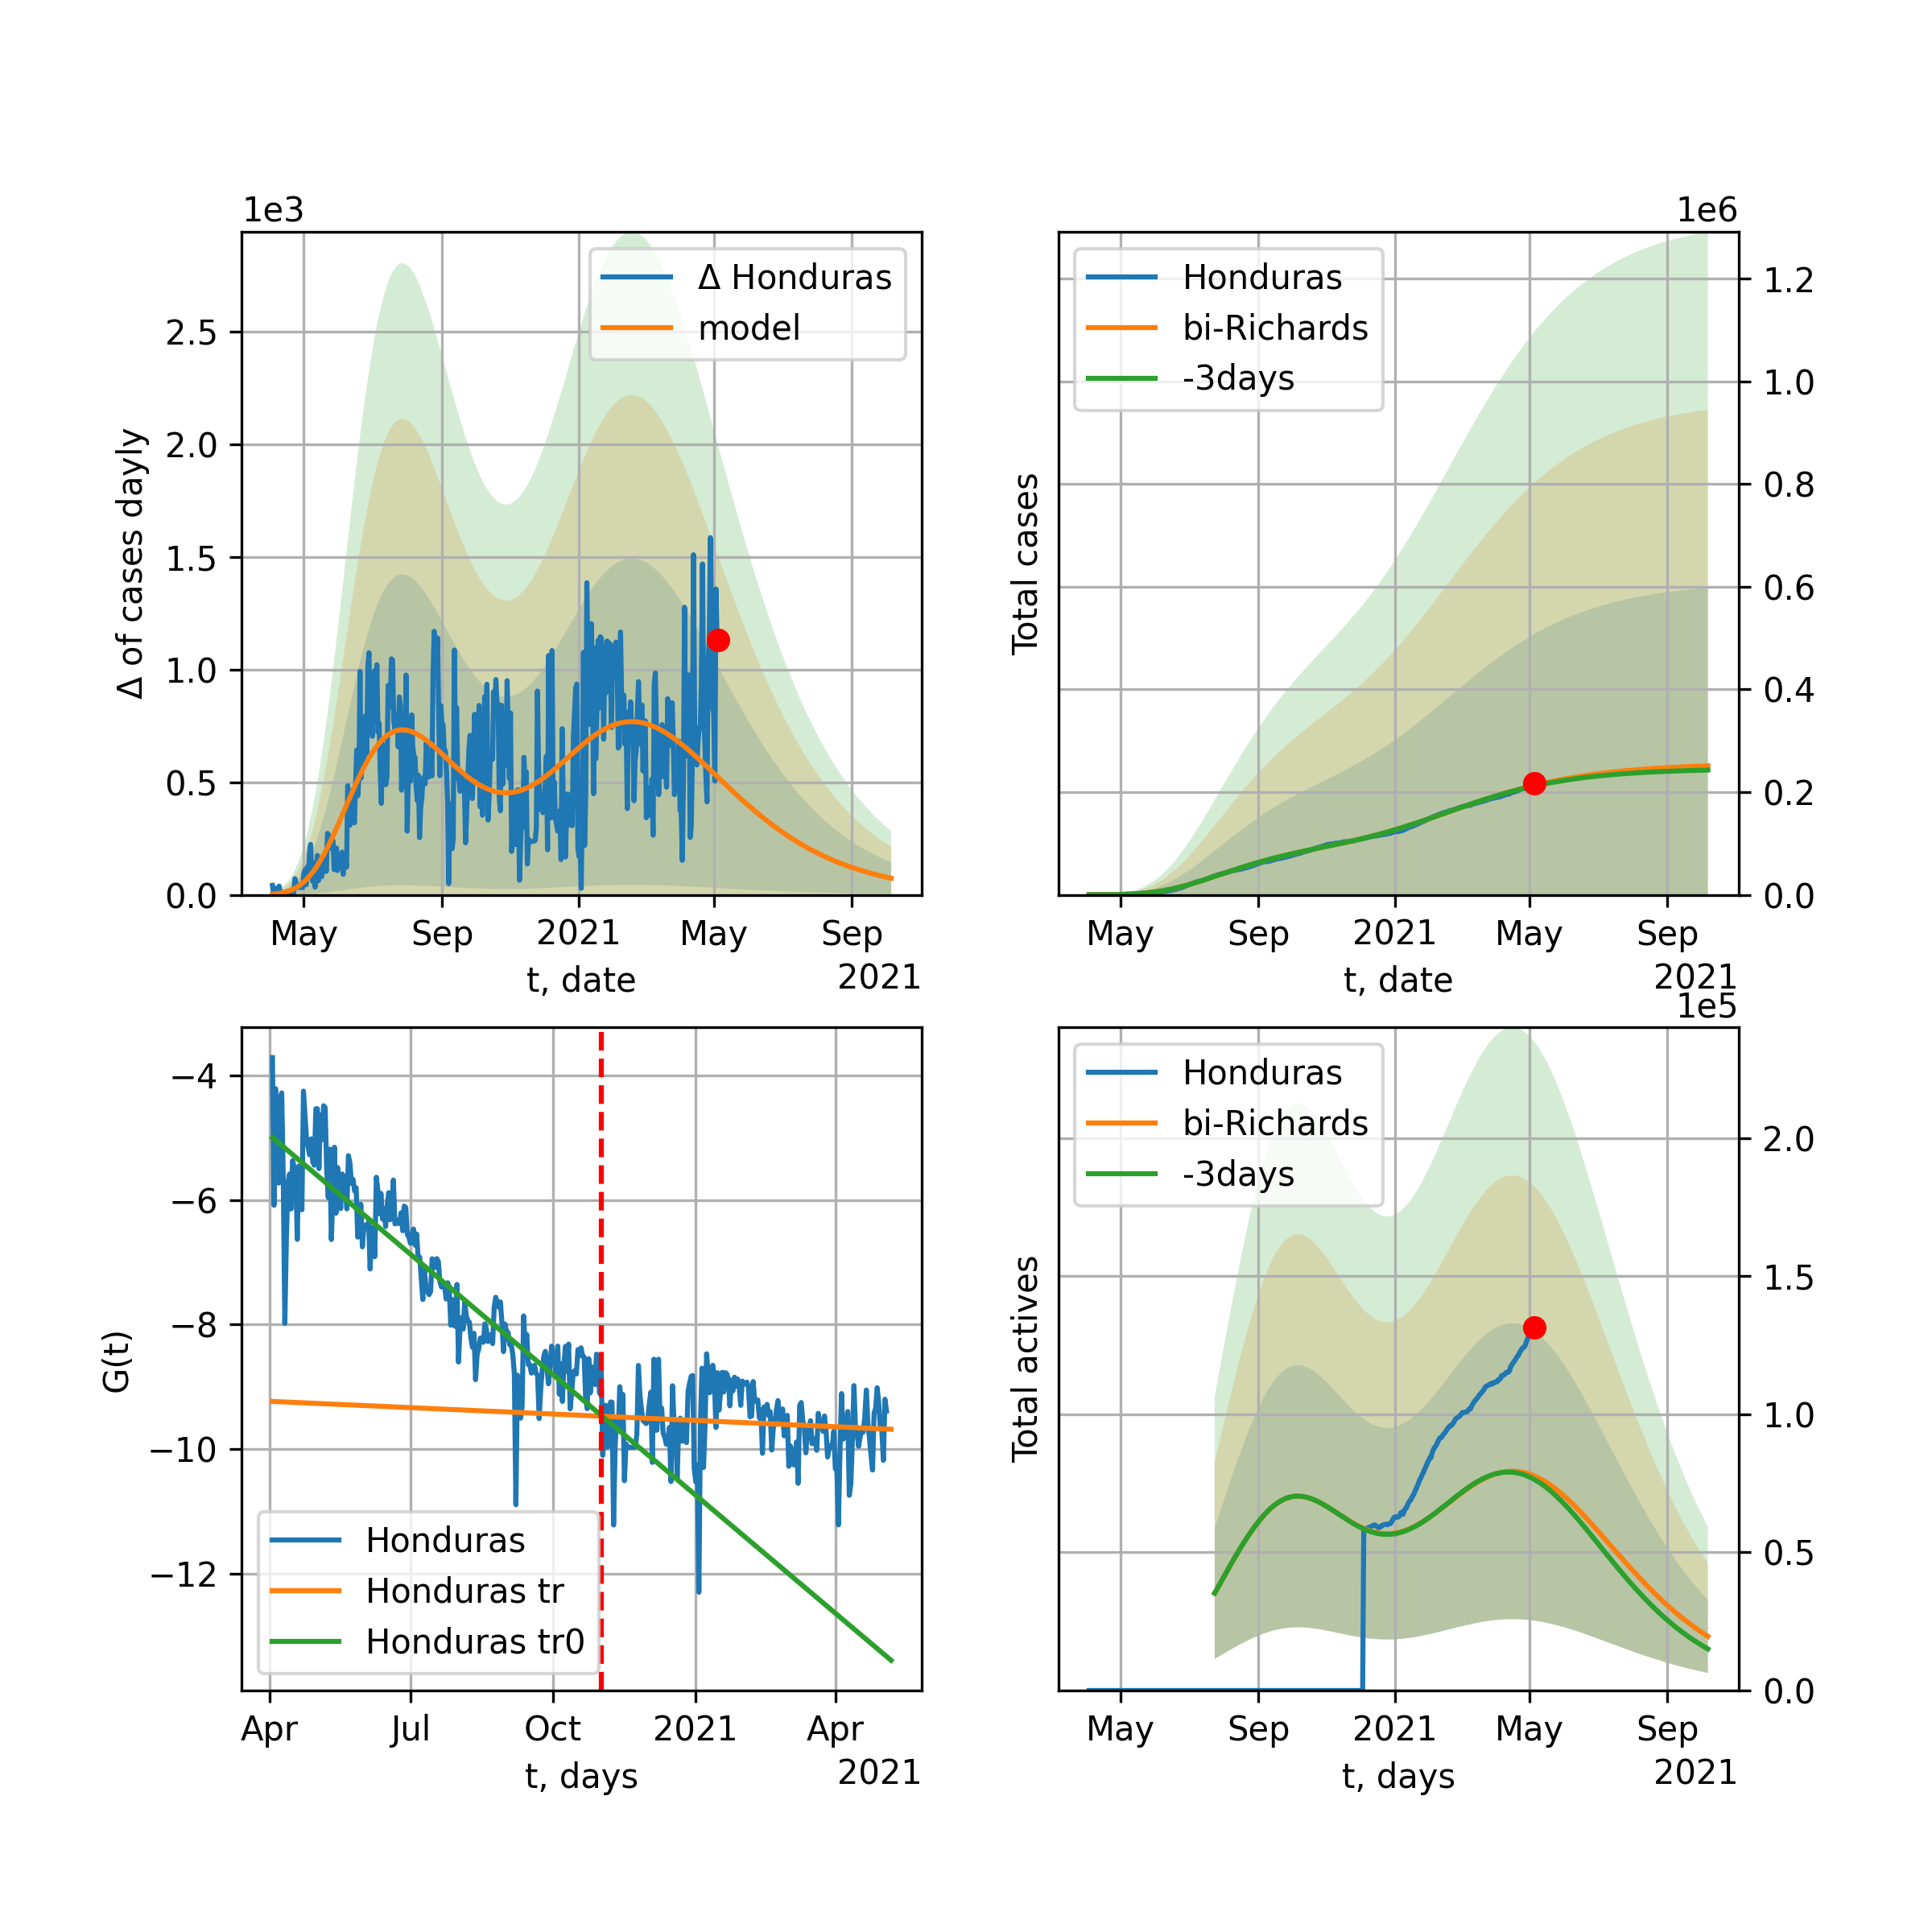 1e3
Δ of cases dayly
2.5
2.0
1.5
1.0
0.5
0.0
Δ Honduras
model
May Sep 2021 May Sep
t, date
2021
1e6
Total cases
Honduras
bi-Richards
-3days
1.2
1.0
0.8
0.6
0.4
0.2
0.0
May Sep 2021 May Sep
t, date
2021
G(t)
−4
−6
−8
−10
−12
Honduras
Honduras tr
Honduras tr0
Apr Jul Oct 2021 Apr
t, days
2021
1e5
Total actives
Honduras
bi-Richards
-3days
2.0
1.5
1.0
0.5
0.0
May Sep 2021 May Sep
t, days
2021